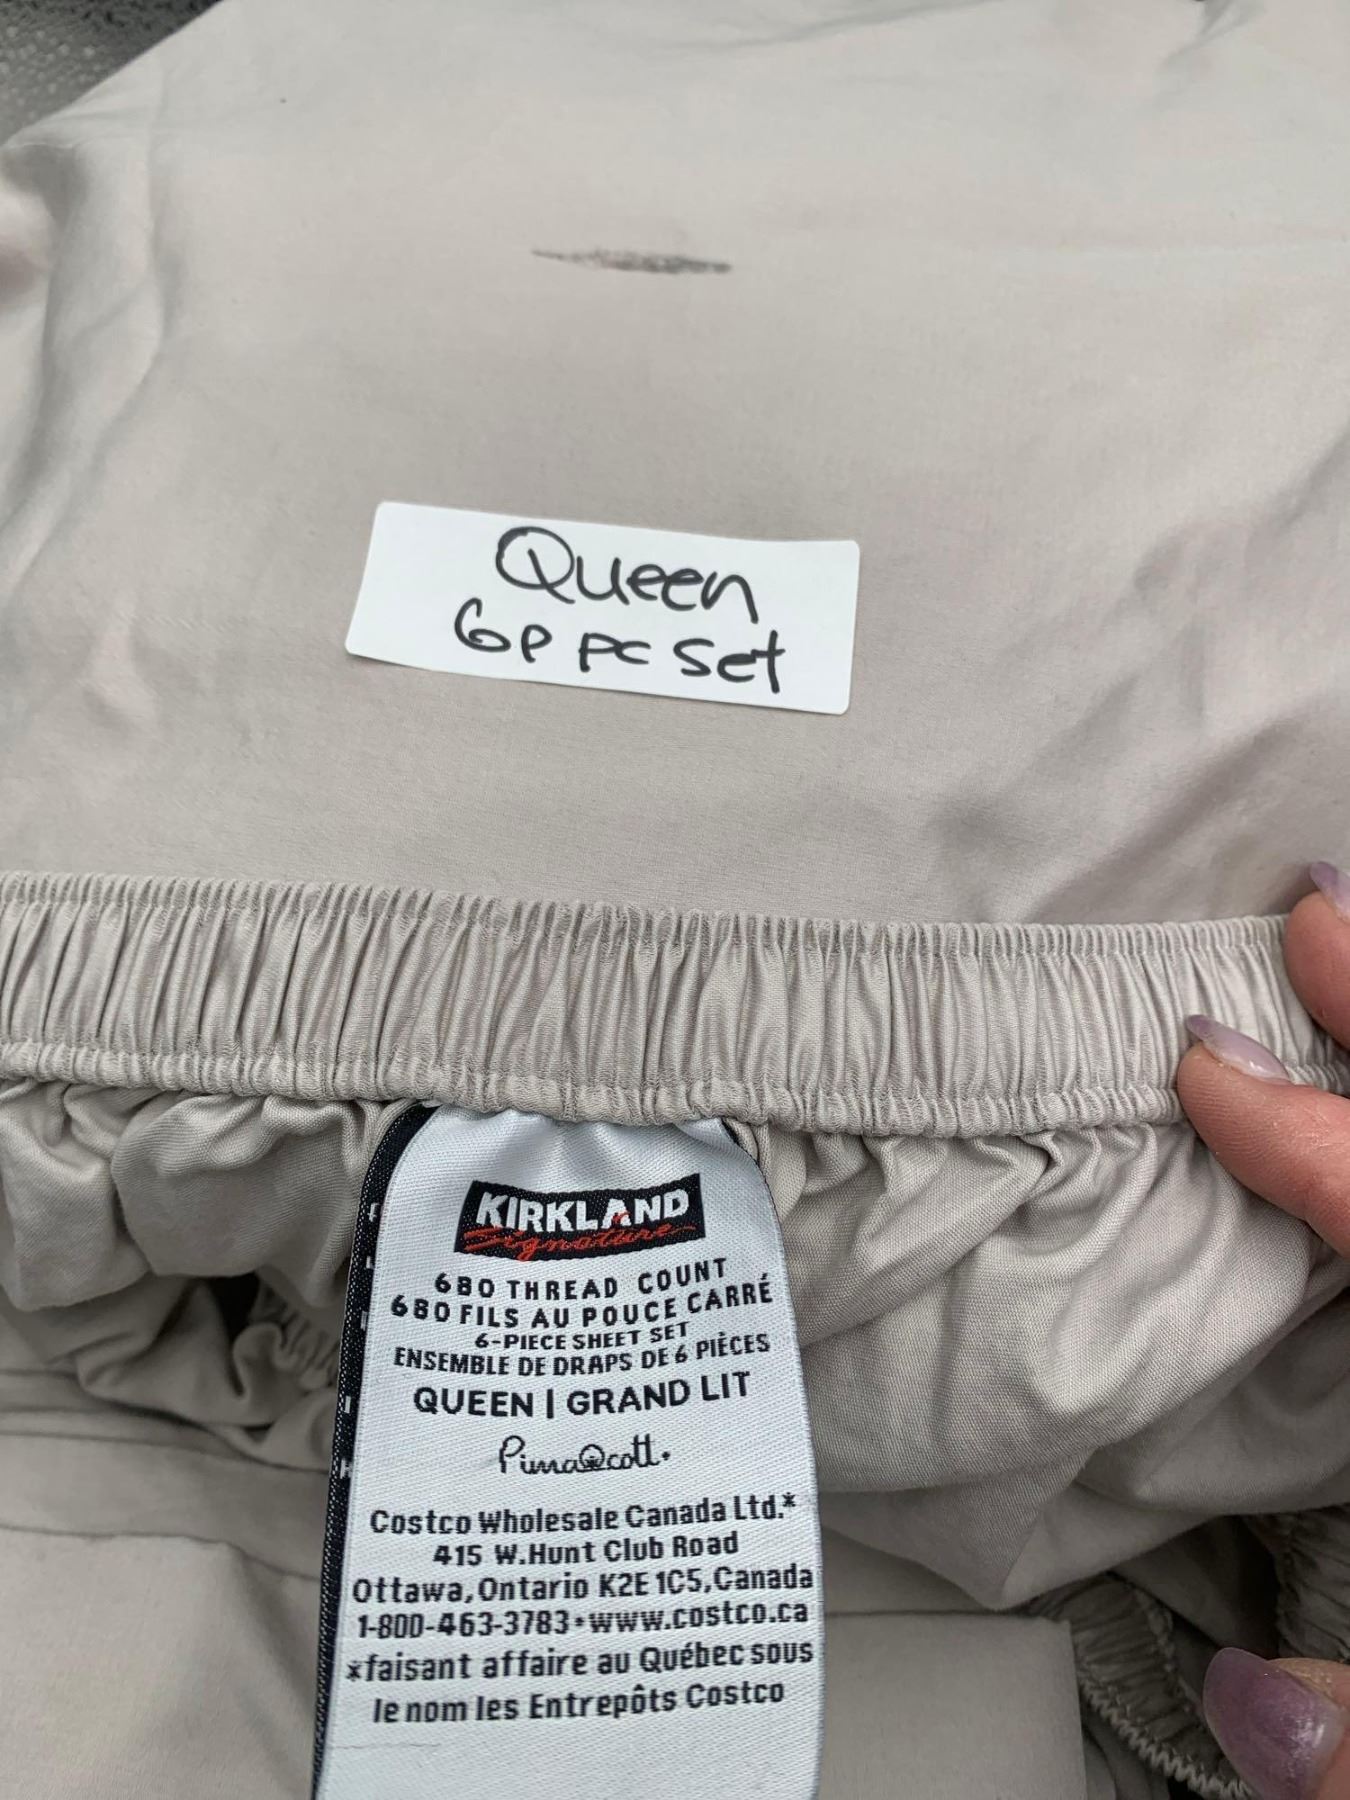 Queen
6P PC Set
KIRKLAND
Signature
680 THREAD COUNT
680 FILS AU POUCE CARRÉ
6-PIECE SHEET SET
ENSEMBLE DE DRAPS DE 6 PIÈCES
QUEEN | GRAND LIT
PimaCott.
Costco Wholesale Canada Ltd.*
415 W.Hunt Club Road
Ottawa, Ontario K2E 1C5, Canada
1-800-463-3783•www.costco.ca
*faisant affaire au Québec sous
le nom les Entrepôts Costco